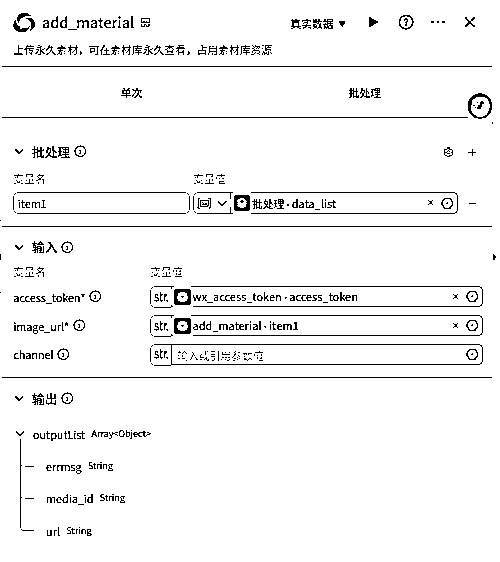 add_material 真实数据
上传永久素材，可在素材库永久查看，占用素材库资源
单次 批处理
批处理
变量名 变量值
item1 批处理 · data_list
输入
变量名 变量值
access_token* str. wx_access_token · access_token
image_url* str. add_material · item1
channel str. 输入或引用参数值
输出
outputList Array<Object>
errmsg String
media_id String
url String